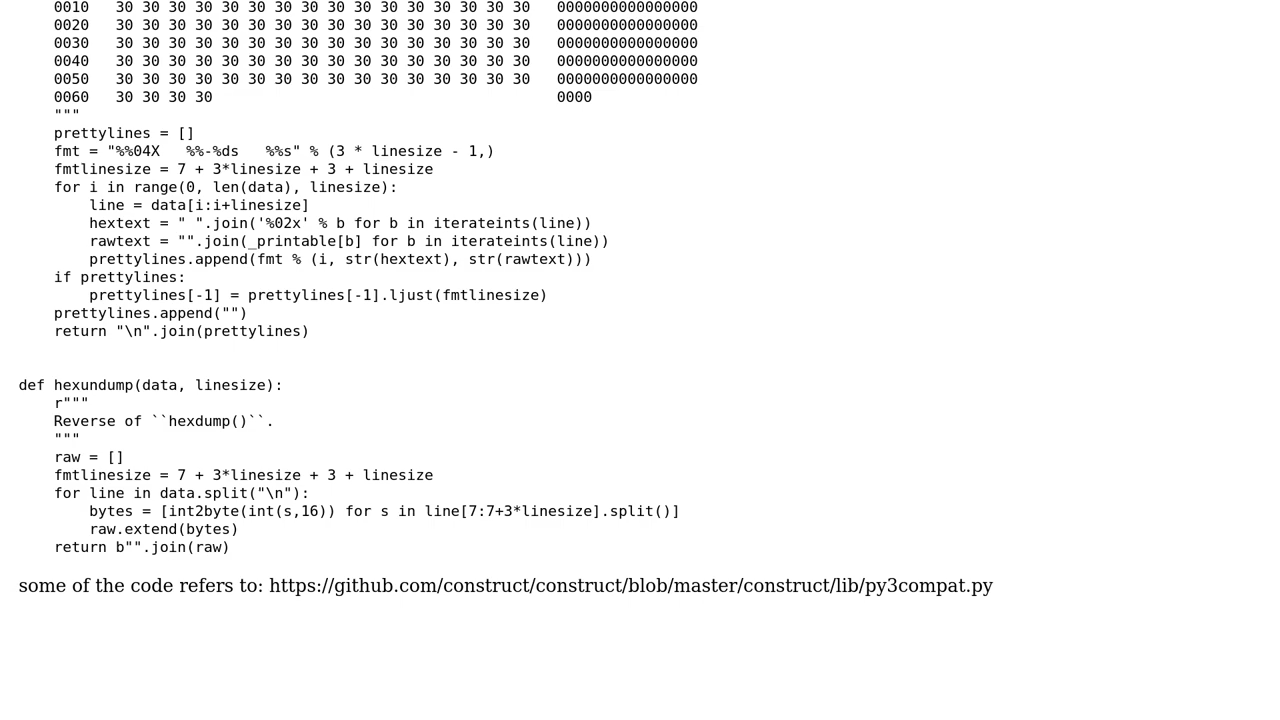 0010   30 30 30 30 30 30 30 30 30 30 30 30 30 30 30 30   0000000000000000
0020   30 30 30 30 30 30 30 30 30 30 30 30 30 30 30 30   0000000000000000
0030   30 30 30 30 30 30 30 30 30 30 30 30 30 30 30 30   0000000000000000
0040   30 30 30 30 30 30 30 30 30 30 30 30 30 30 30 30   0000000000000000
0050   30 30 30 30 30 30 30 30 30 30 30 30 30 30 30 30   0000000000000000
0060   30 30 30 30                                       0000
    """
    prettylines = []
    fmt = "%%04X   %%-%ds   %%s" % (3 * linesize - 1,)
    fmtlinesize = 7 + 3*linesize + 3 + linesize
    for i in range(0, len(data), linesize):
        line = data[i:i+linesize]
        hextext = " ".join('%02x' % b for b in iterateints(line))
        rawtext = "".join(_printable[b] for b in iterateints(line))
        prettylines.append(fmt % (i, str(hextext), str(rawtext)))
    if prettylines:
        prettylines[-1] = prettylines[-1].ljust(fmtlinesize)
    prettylines.append("")
    return "\n".join(prettylines)
def hexundump(data, linesize):
    r"""
    Reverse of ``hexdump()``.
    """
    raw = []
    fmtlinesize = 7 + 3*linesize + 3 + linesize
    for line in data.split("\n"):
        bytes = [int2byte(int(s,16)) for s in line[7:7+3*linesize].split()]
        raw.extend(bytes)
    return b"".join(raw)
some of the code refers to: https://github.com/construct/construct/blob/master/construct/lib/py3compat.py